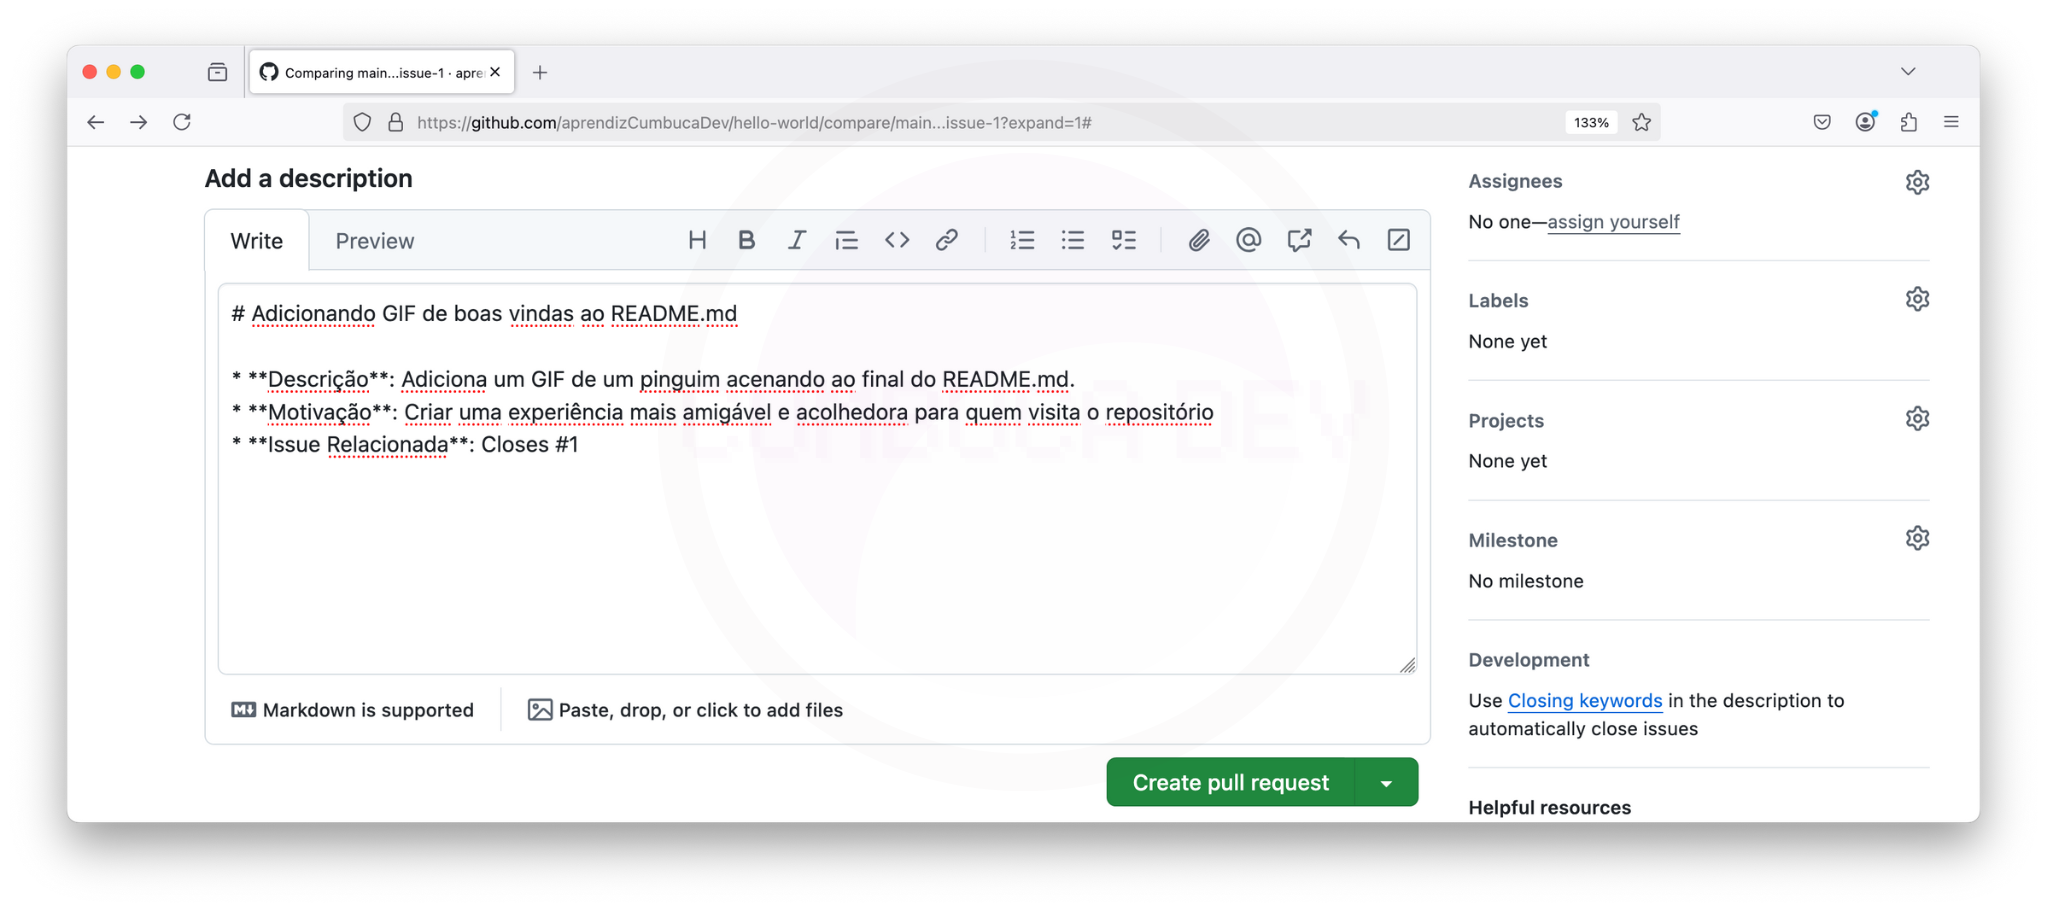 Comparing main...issue-1 · apre
https://github.com/aprendizCumbucaDev/hello-world/compare/main...issue-1?expand=1#
133%
Add a description
Write
Preview
# Adicionando GIF de boas vindas ao README.md
* **Descrição**: Adiciona um GIF de um pinguim acenando ao final do README.md.
* **Motivação**: Criar uma experiência mais amigável e acolhedora para quem visita o repositório
* **Issue Relacionada**: Closes #1
Markdown is supported
Paste, drop, or click to add files
Create pull request
Assignees
No one—assign yourself
Labels
None yet
Projects
None yet
Milestone
No milestone
Development
Use Closing keywords in the description to
automatically close issues
Helpful resources
CUMBUCA DEV